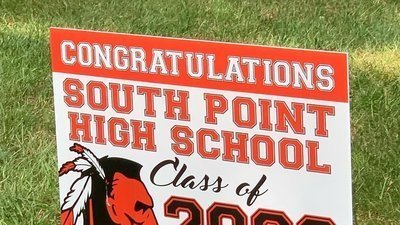 CONGRATULATIONS
SOUTH POINT
HIGH SCHOOL
Class of